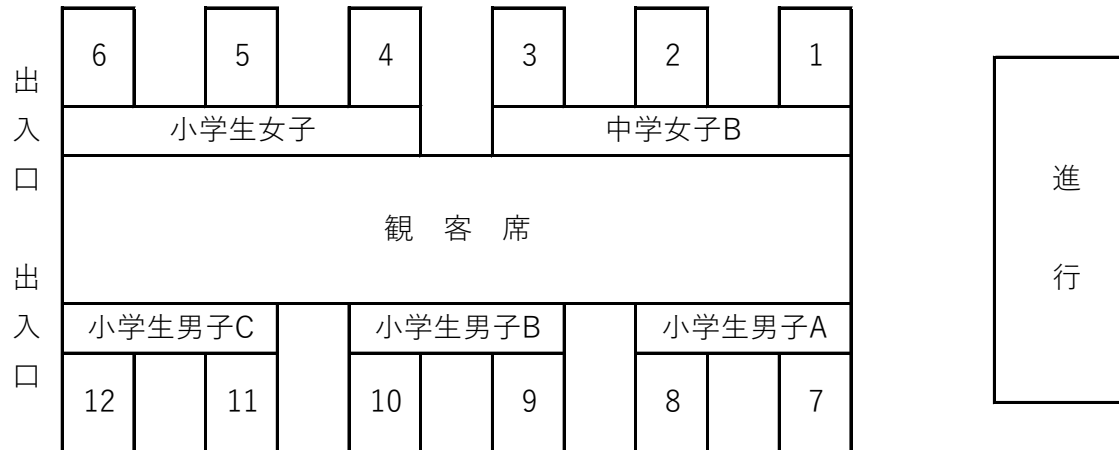 6 5 4 3 2 1
小学生女子 中学女子B
出入口
観 客 席
進行
出入口
小学生男子C 小学生男子B 小学生男子A
12 11 10 9 8 7